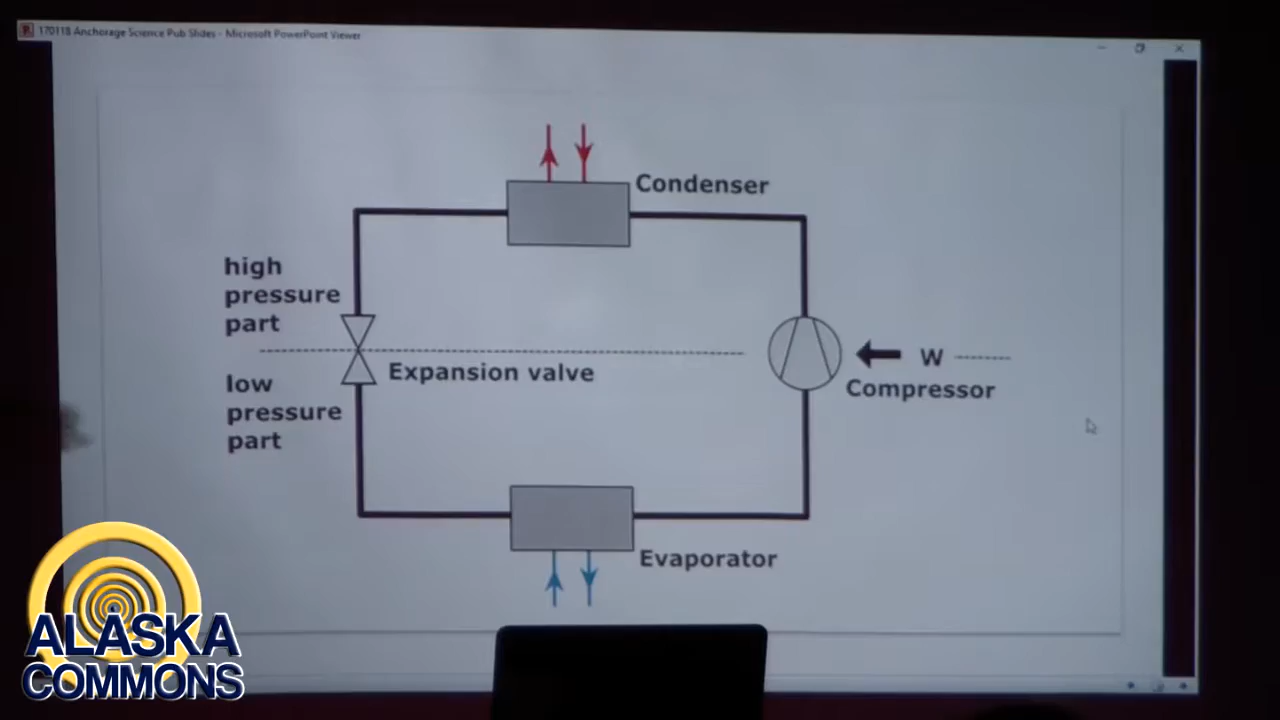 170118 Anchorage Science Pub Slides - Microsoft PowerPoint Viewer
Condenser
high
pressure
part
W
Expansion valve
Compressor
low
pressure
part
Evaporator
ALASKA
COMMONS